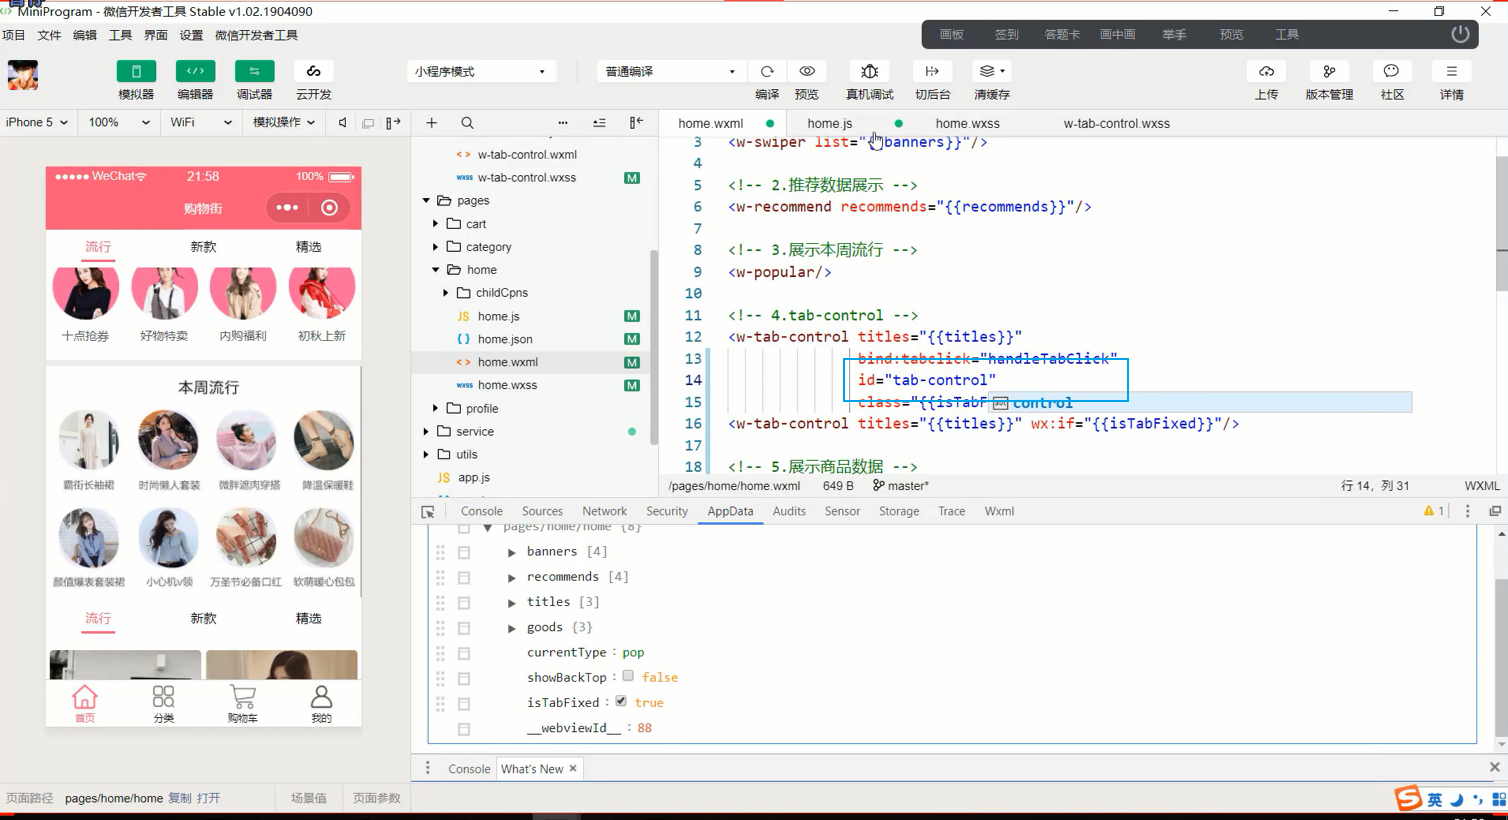 MiniProgram - 微信开发者工具 Stable v1.02.1904090
项目 文件 编辑 工具 界面 设置 微信开发者工具
画板 签到 答题卡 画中画 举手 预览 工具
小程序模式 普通编译
模拟器 编辑器 调试器 云开发 编译 预览 真机调试 切后台 清缓存 上传 版本管理 社区 详情
iPhone 5 100% WiFi 模拟操作
WeChat 21:58 100%
购物街
流行 新款 精选
十点抢券 好物特卖 内购福利 初秋上新
本周流行
霸街长袖裙 时尚懒人套装 微胖遮肉穿搭 降温保暖鞋
颜值爆表套装裙 小心机v领 万圣节必备口红 软萌暖心包包
流行 新款 精选
首页 分类 购物车 我的
页面路径 pages/home/home 复制 打开 场景值 页面参数
w-tab-control.wxml
wxss w-tab-control.wxss M
pages
cart
category
home
childCpns
JS home.js M
{} home.json M
<> home.wxml M
wxss home.wxss M
profile
service
utils
JS app.js
home.wxml home.js home.wxss w-tab-control.wxss
3 <w-swiper list="{{banners}}"/>
4
5 <!-- 2.推荐数据展示 -->
6 <w-recommend recommends="{{recommends}}"/>
7
8 <!-- 3.展示本周流行 -->
9 <w-popular/>
10
11 <!-- 4.tab-control -->
12 <w-tab-control titles="{{titles}}"
13 bind:tabclick="handleTabClick"
14 id="tab-control"
15 class="{{isTabF
control
16 <w-tab-control titles="{{titles}}" wx:if="{{isTabFixed}}"/>
17
18 <!-- 5.展示商品数据 -->
/pages/home/home.wxml 649 B master* 行 14，列 31 WXML
Console Sources Network Security AppData Audits Sensor Storage Trace Wxml 1
pages/home/home {8}
banners [4]
recommends [4]
titles [3]
goods {3}
currentType : pop
showBackTop : false
isTabFixed : true
__webviewId__ : 88
Console What's New
英